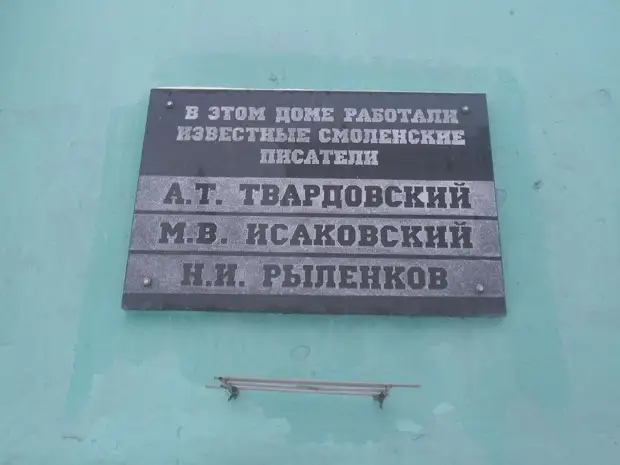 В ЭТОМ ДОМЕ РАБОТАЛИ
ИЗВЕСТНЫЕ СМОЛЕНСКИЕ
ПИСАТЕЛИ
А.Т. ТВАРДОВСКИЙ
М.В. ИСАКОВСКИЙ
Н.И. РЫЛЕНКОВ